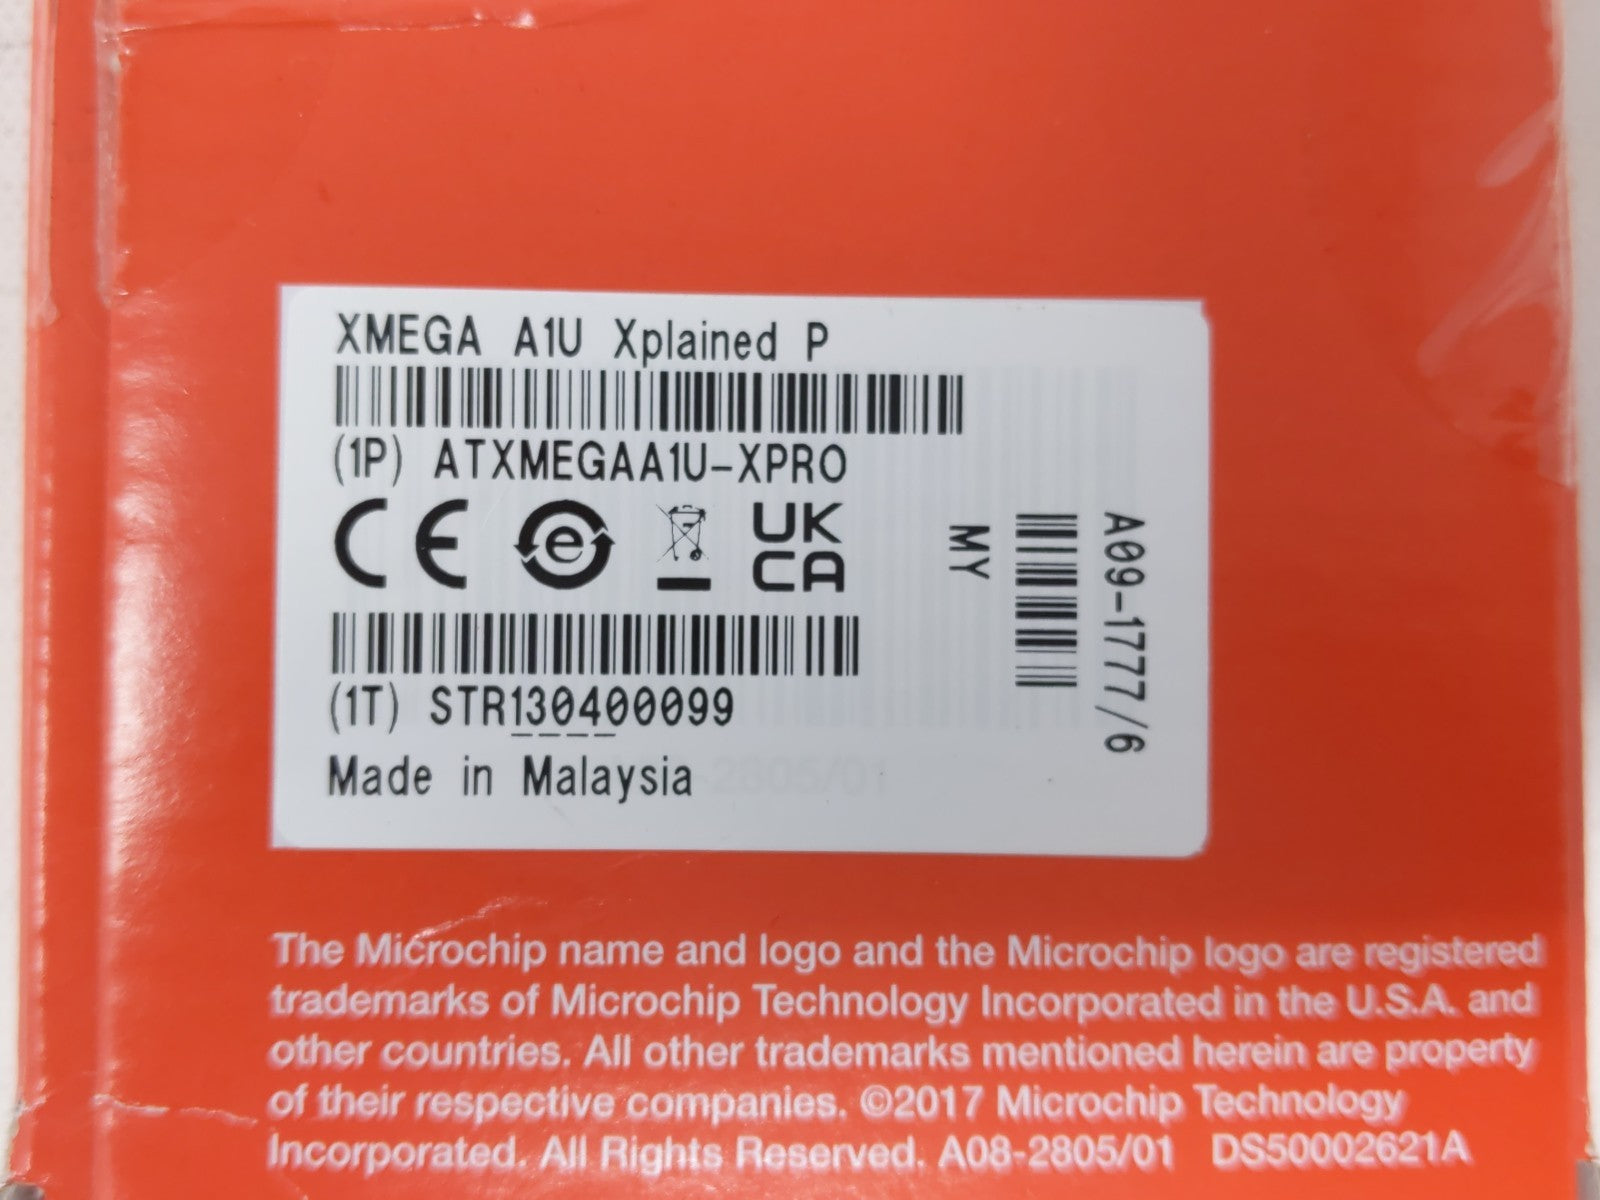 XMEGA A1U Xplained P
(1P) ATXMEGAA1U-XPRO
CE e UK
CA
MY
A09-1777/6
(1T) STR130400099
Made in Malaysia
-2805/01
The Microchip name and logo and the Microchip logo are registered
trademarks of Microchip Technology Incorporated in the U.S.A. and
other countries. All other trademarks mentioned herein are property
of their respective companies. ©2017 Microchip Technology
Incorporated. All Rights Reserved. A08-2805/01 DS50002621A